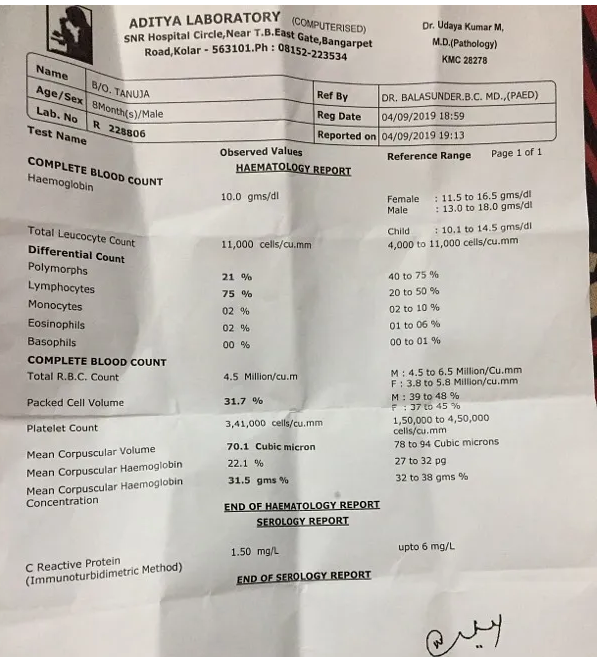 ADITYA LABORATORY (COMPUTERISED)
SNR Hospital Circle,Near T.B.East Gate,Bangarpet
Road,Kolar - 563101.Ph : 08152-223534
Dr. Udaya Kumar M,
M.D.(Pathology)
KMC 28278
Name B/O. TANUJA Ref By DR. BALASUNDER.B.C. MD.,(PAED)
Age/Sex 8Month(s)/Male Reg Date 04/09/2019 18:59
Lab. No R 228806 Reported on 04/09/2019 19:13
Test Name Observed Values Reference Range Page 1 of 1
HAEMATOLOGY REPORT
COMPLETE BLOOD COUNT
Haemoglobin 10.0 gms/dl Female : 11.5 to 16.5 gms/dl
Male : 13.0 to 18.0 gms/dl
Child : 10.1 to 14.5 gms/dl
Total Leucocyte Count 11,000 cells/cu.mm 4,000 to 11,000 cells/cu.mm
Differential Count
Polymorphs 21 % 40 to 75 %
Lymphocytes 75 % 20 to 50 %
Monocytes 02 % 02 to 10 %
Eosinophils 02 % 01 to 06 %
Basophils 00 % 00 to 01 %
COMPLETE BLOOD COUNT
Total R.B.C. Count 4.5 Million/cu.m M : 4.5 to 6.5 Million/Cu.mm
F : 3.8 to 5.8 Million/cu.mm
Packed Cell Volume 31.7 % M : 39 to 48 %
F : 37 to 45 %
Platelet Count 3,41,000 cells/cu.mm 1,50,000 to 4,50,000
cells/cu.mm
Mean Corpuscular Volume 70.1 Cubic micron 78 to 94 Cubic microns
Mean Corpuscular Haemoglobin 22.1 % 27 to 32 pg
Mean Corpuscular Haemoglobin 31.5 gms % 32 to 38 gms %
Concentration
END OF HAEMATOLOGY REPORT
SEROLOGY REPORT
C Reactive Protein 1.50 mg/L upto 6 mg/L
(Immunoturbidimetric Method)
END OF SEROLOGY REPORT